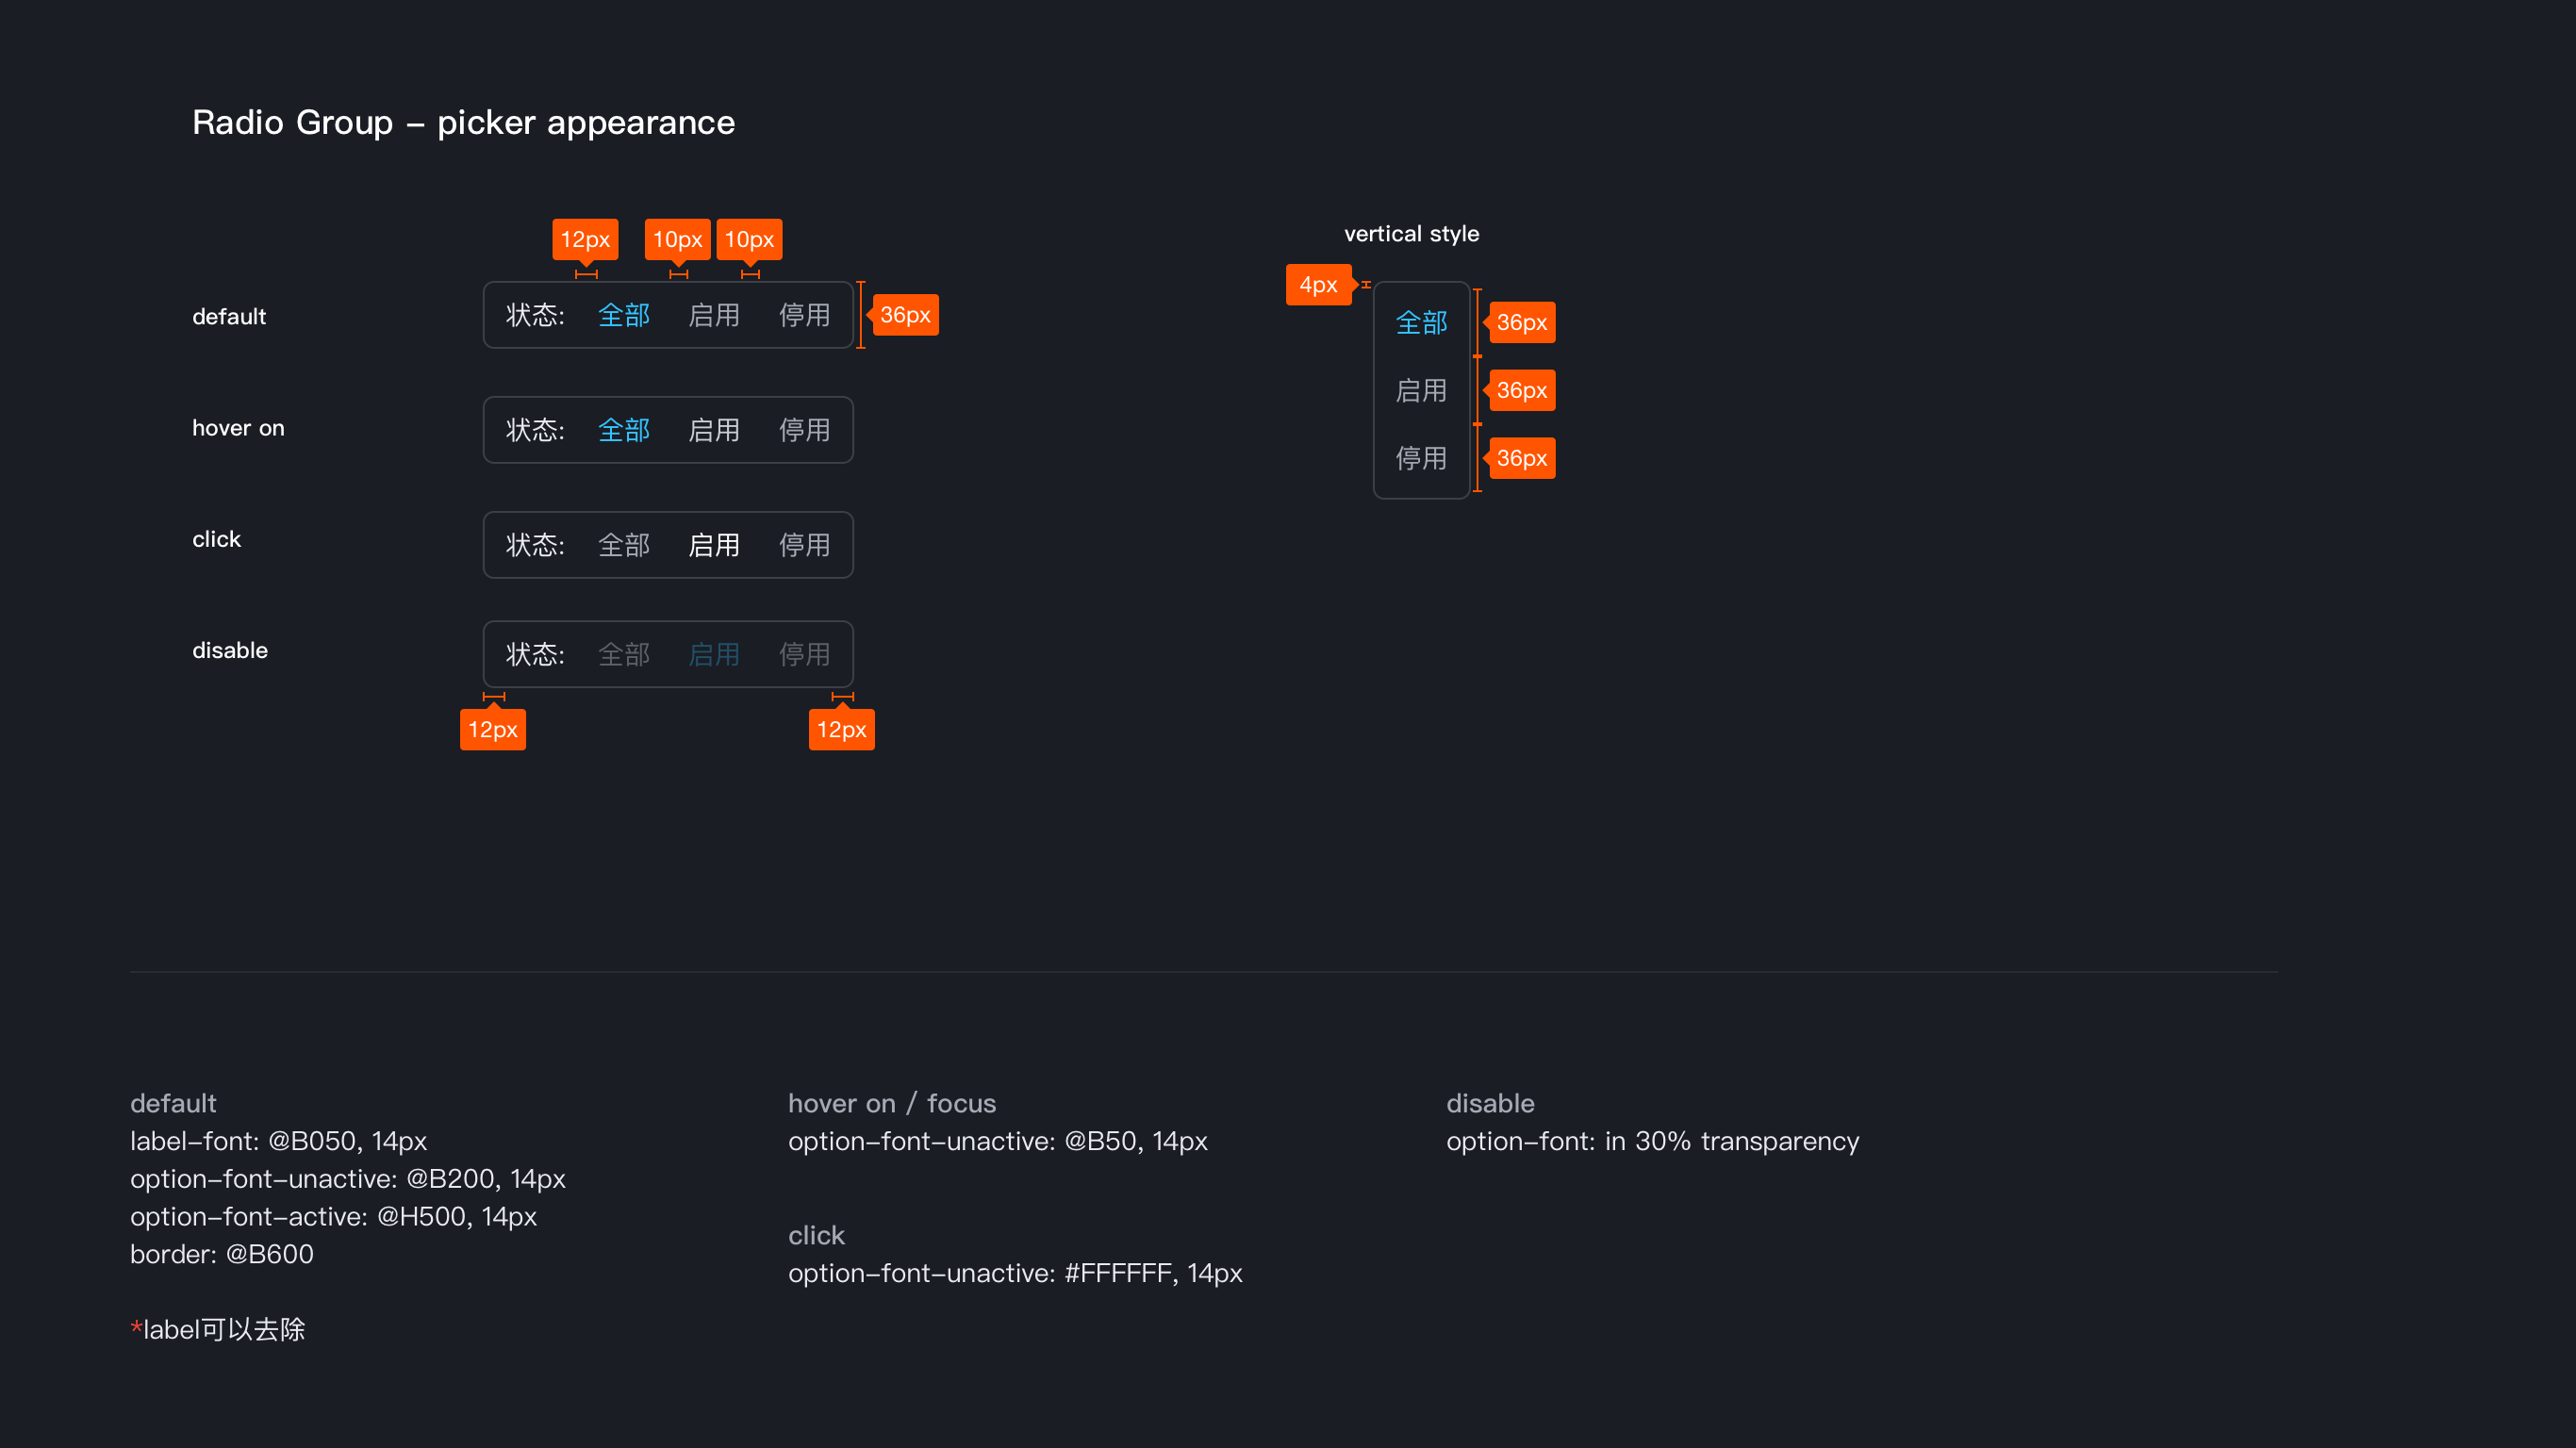 Radio Group – picker appearance
12px 10px 10px
vertical style
4px
default
状态: 全部 启用 停用
36px
全部
36px
启用
36px
停用
36px
hover on
状态: 全部 启用 停用
click
状态: 全部 启用 停用
disable
状态: 全部 启用 停用
12px 12px
default
label–font: @B050, 14px
option–font–unactive: @B200, 14px
option–font–active: @H500, 14px
border: @B600
*label可以去除
hover on / focus
option–font–unactive: @B50, 14px
click
option–font–unactive: #FFFFFF, 14px
disable
option–font: in 30% transparency